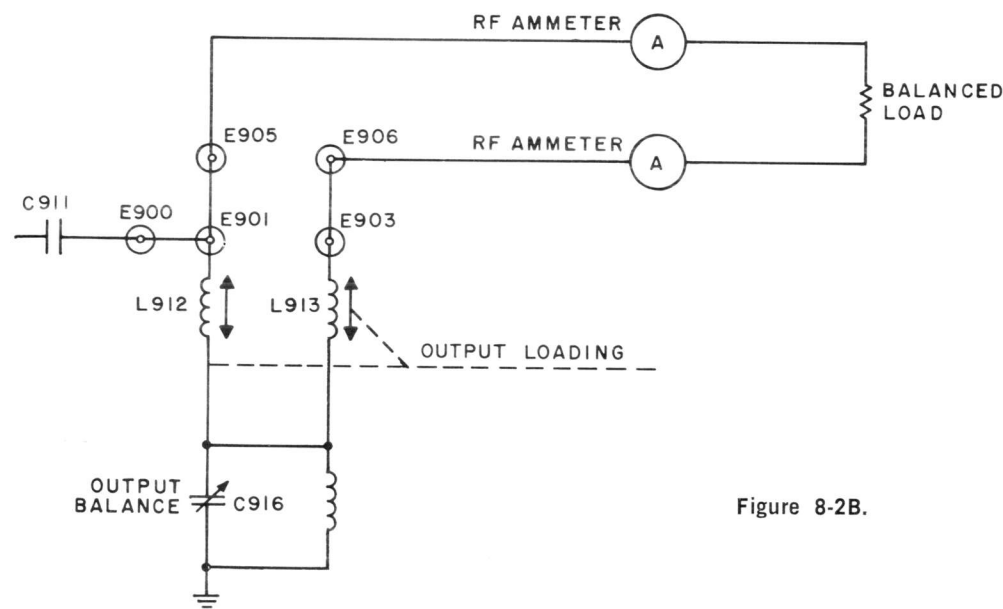 RF AMMETER
A
BALANCED
LOAD
E905
E906
RF AMMETER
A
C911
E900
E901
E903
L912
L913
OUTPUT LOADING
OUTPUT
BALANCE
C916
Figure 8-2B.